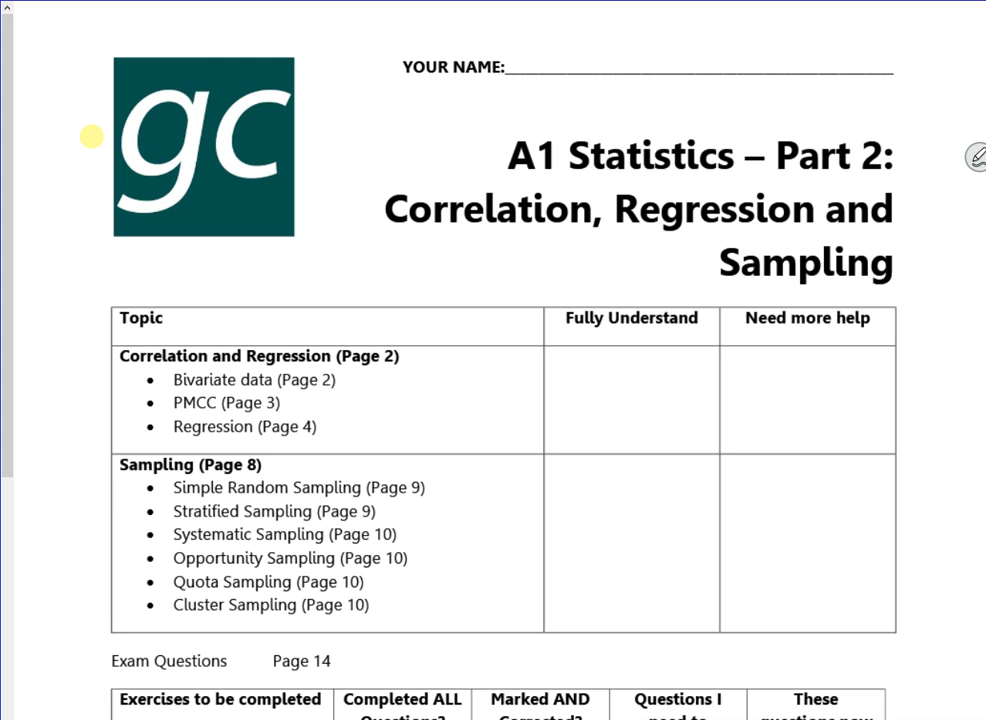 gc
YOUR NAME:
A1 Statistics – Part 2:
Correlation, Regression and
Sampling
Topic Fully Understand Need more help
Correlation and Regression (Page 2)
• Bivariate data (Page 2)
• PMCC (Page 3)
• Regression (Page 4)
Sampling (Page 8)
• Simple Random Sampling (Page 9)
• Stratified Sampling (Page 9)
• Systematic Sampling (Page 10)
• Opportunity Sampling (Page 10)
• Quota Sampling (Page 10)
• Cluster Sampling (Page 10)
Exam Questions Page 14
Exercises to be completed Completed ALL Marked AND Questions I These